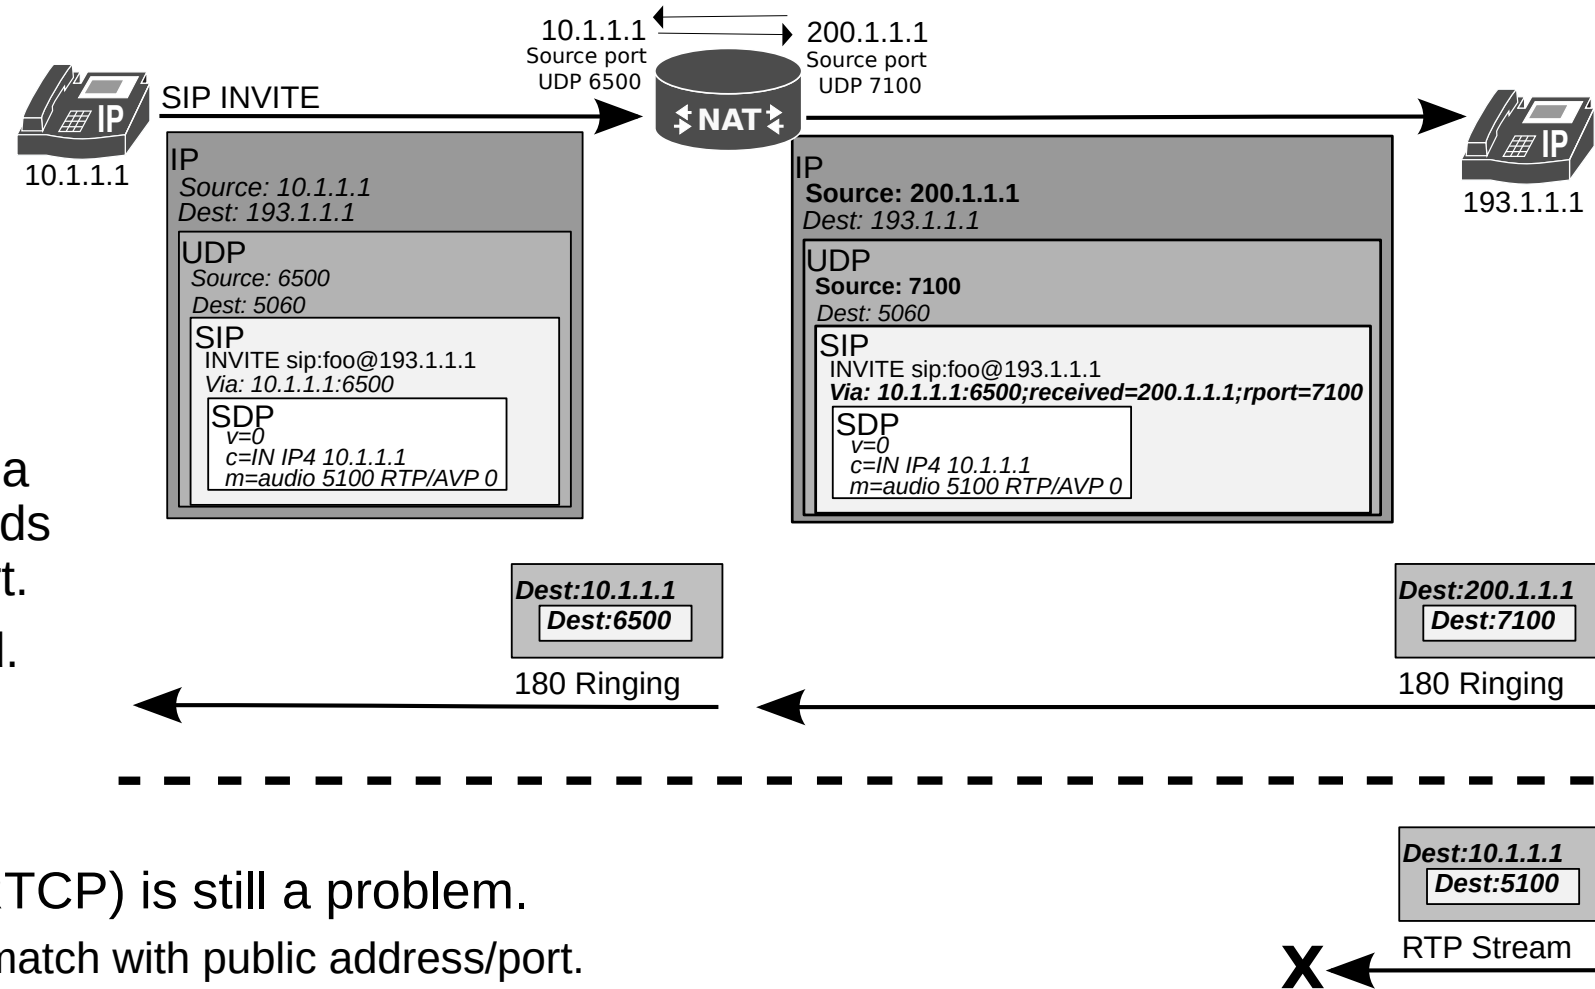 10.1.1.1
Source port
UDP 6500
200.1.1.1
Source port
UDP 7100
SIP INVITE
IP
NAT
IP
10.1.1.1
193.1.1.1
IP
Source: 10.1.1.1
Dest: 193.1.1.1
UDP
Source: 6500
Dest: 5060
SIP
INVITE sip:foo@193.1.1.1
Via: 10.1.1.1:6500
SDP
v=0
c=IN IP4 10.1.1.1
m=audio 5100 RTP/AVP 0
IP
Source: 200.1.1.1
Dest: 193.1.1.1
UDP
Source: 7100
Dest: 5060
SIP
INVITE sip:foo@193.1.1.1
Via: 10.1.1.1:6500;received=200.1.1.1;rport=7100
SDP
v=0
c=IN IP4 10.1.1.1
m=audio 5100 RTP/AVP 0
a
ds
t.
.
Dest:10.1.1.1
Dest:6500
180 Ringing
Dest:200.1.1.1
Dest:7100
180 Ringing
TCP) is still a problem.
match with public address/port.
Dest:10.1.1.1
Dest:5100
RTP Stream
X